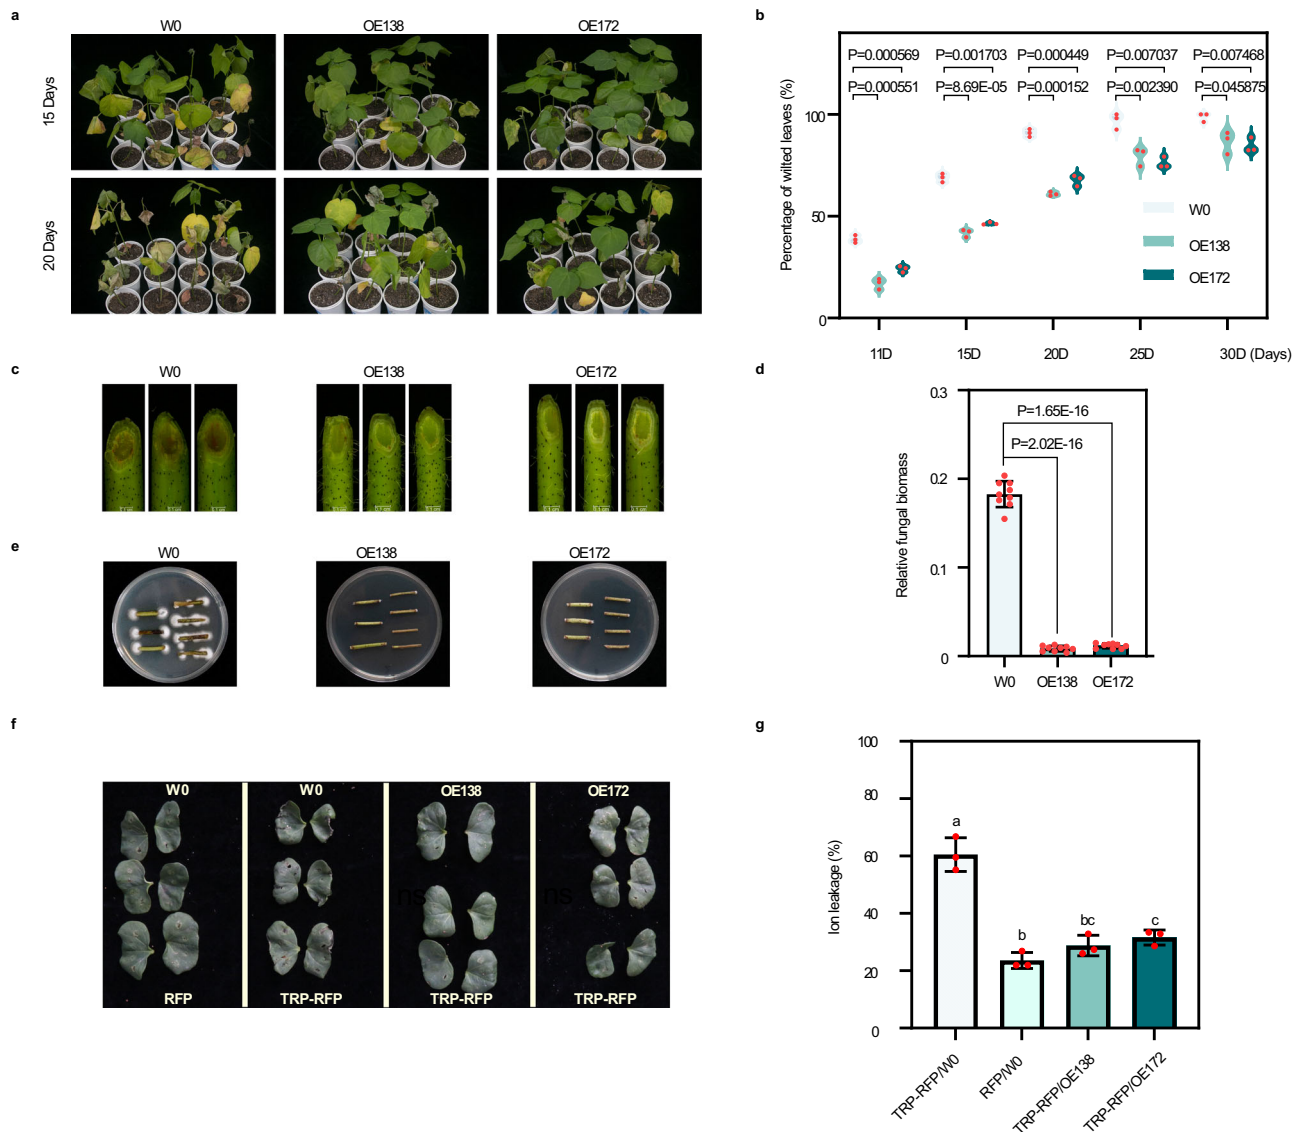 a
W0 OE138 OE172
15 Days
20 Days
b
Percentage of wilted leaves (%)
P=0.000569 P=0.001703 P=0.000449 P=0.007037 P=0.007468
P=0.000551 P=8.69E-05 P=0.000152 P=0.002390 P=0.045875
100
50
0
W0
OE138
OE172
11D 15D 20D 25D 30D (Days)
c
W0 OE138 OE172
d
Relative fungal biomass
0.3
0.2
0.1
0
P=1.65E-16
P=2.02E-16
W0 OE138 OE172
e
W0 OE138 OE172
f
W0 W0 OE138 OE172
ns ns
RFP TRP-RFP TRP-RFP TRP-RFP
g
Ion leakage (%)
100
80
60
40
20
0
a
b
bc
c
TRP-RFP/W0
RFP/W0
TRP-RFP/OE138
TRP-RFP/OE172